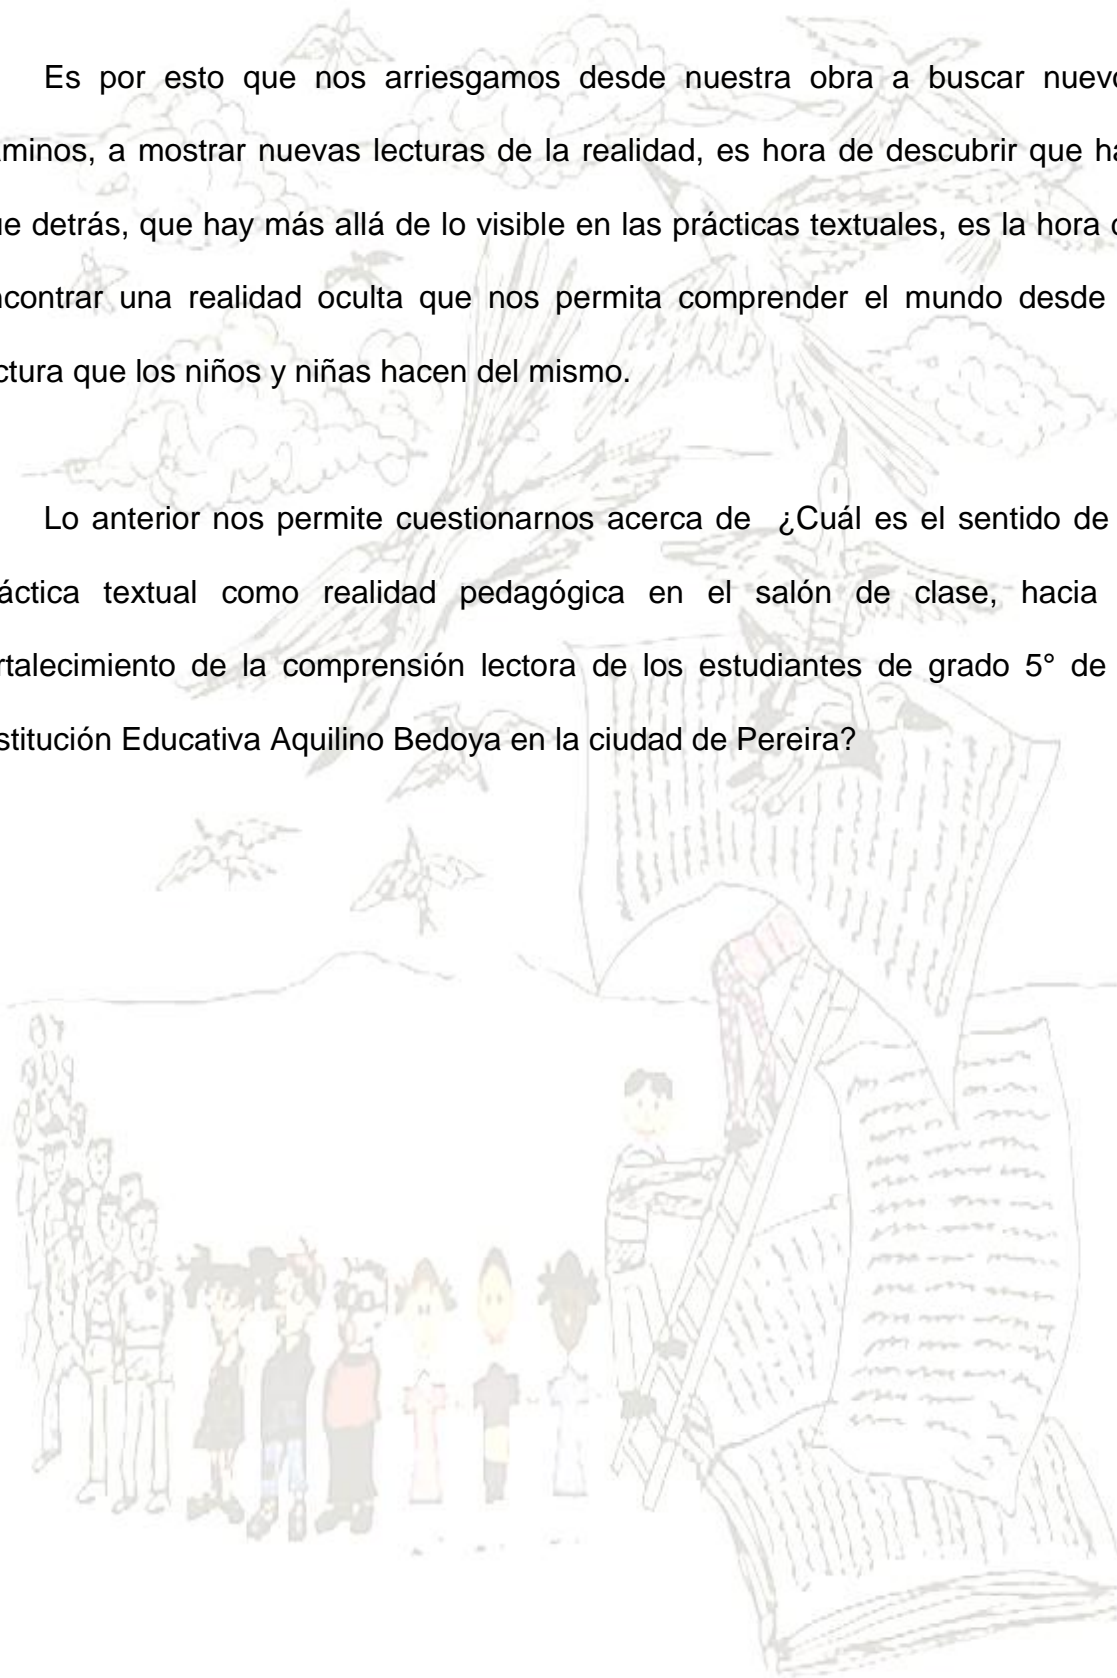 Es por esto que nos arriesgamos desde nuestra obra a buscar nuevo
minos, a mostrar nuevas lecturas de la realidad, es hora de descubrir que ha
ue detrás, que hay más allá de lo visible en las prácticas textuales, es la hora
contrar una realidad oculta que nos permita comprender el mundo desde
ctura que los niños y niñas hacen del mismo.
Lo anterior nos permite cuestionarnos acerca de ¿Cuál es el sentido de
áctica textual como realidad pedagógica en el salón de clase, hacia
rtalecimiento de la comprensión lectora de los estudiantes de grado 5° de
stitución Educativa Aquilino Bedoya en la ciudad de Pereira?